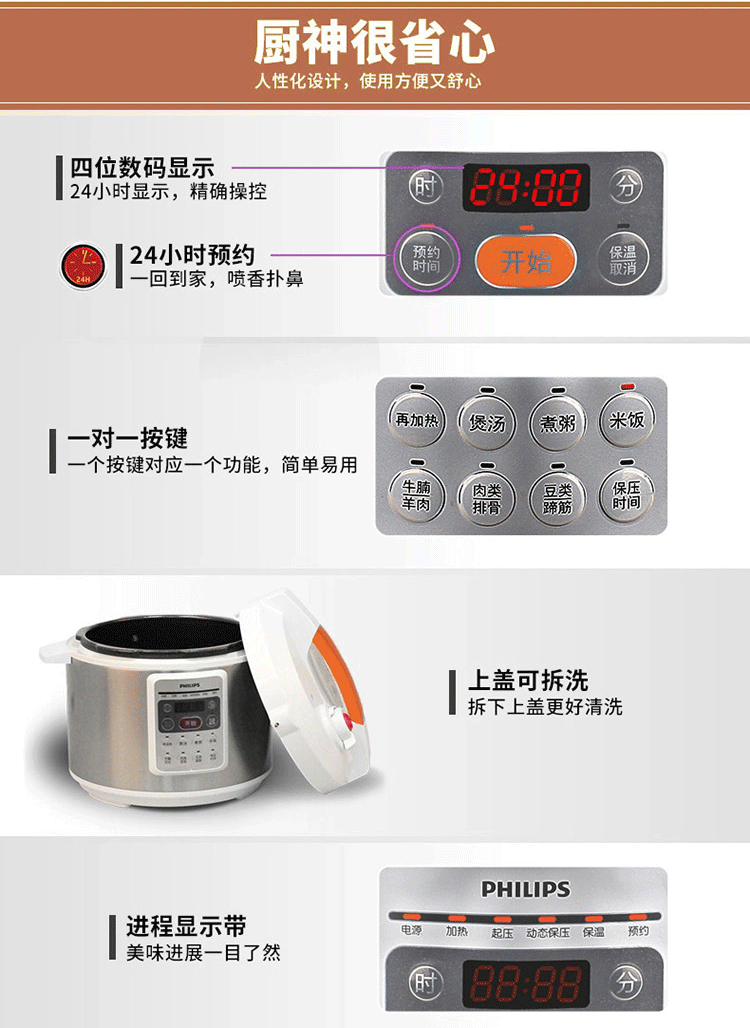 厨神很省心
人性化设计，使用方便又舒心
四位数码显示
24小时显示，精确操控
时
24:00
分
24小时预约
一回到家，喷香扑鼻
24H
预约
时间
开始
保温
取消
一对一按键
一个按键对应一个功能，简单易用
再加热
煲汤
煮粥
米饭
牛腩
羊肉
肉类
排骨
豆类
蹄筋
保压
时间
PHILIPS
开始
上盖可拆洗
拆下上盖更好清洗
进程显示带
美味进展一目了然
PHILIPS
电源 加热 起压 动态保压 保温 预约
时
88:88
分